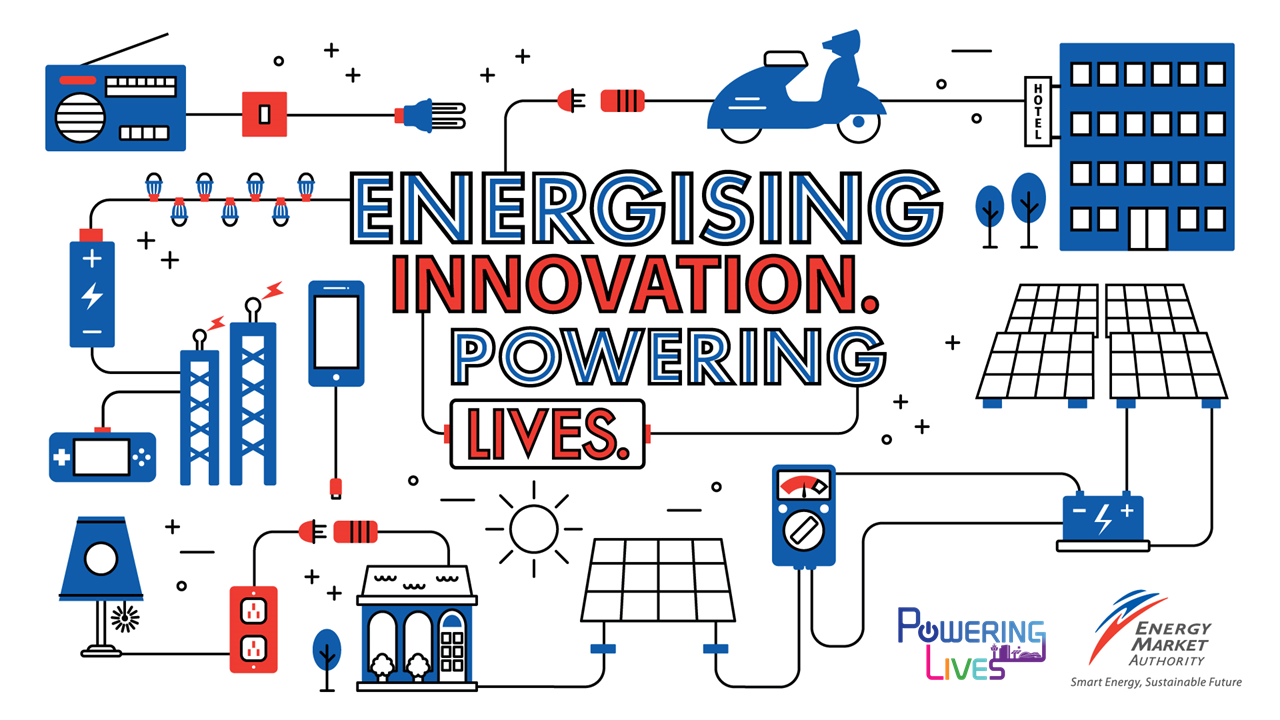 HOTEL
ENERGISING
INNOVATION.
POWERING
LIVES.
POWERING
LIVES
ENERGY
MARKET
AUTHORITY
Smart Energy, Sustainable Future